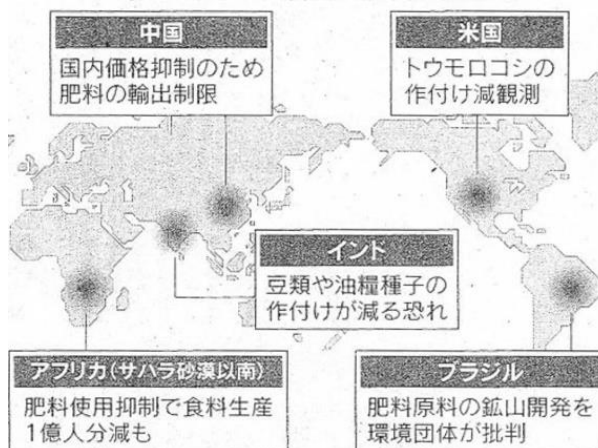 中国
国内価格抑制のため
肥料の輸出制限
米国
トウモロコシの
作付け減観測
インド
豆類や油糧種子の
作付けが減る恐れ
アフリカ(サハラ砂漠以南)
肥料使用抑制で食料生産
1億人分減も
ブラジル
肥料原料の鉱山開発を
環境団体が批判